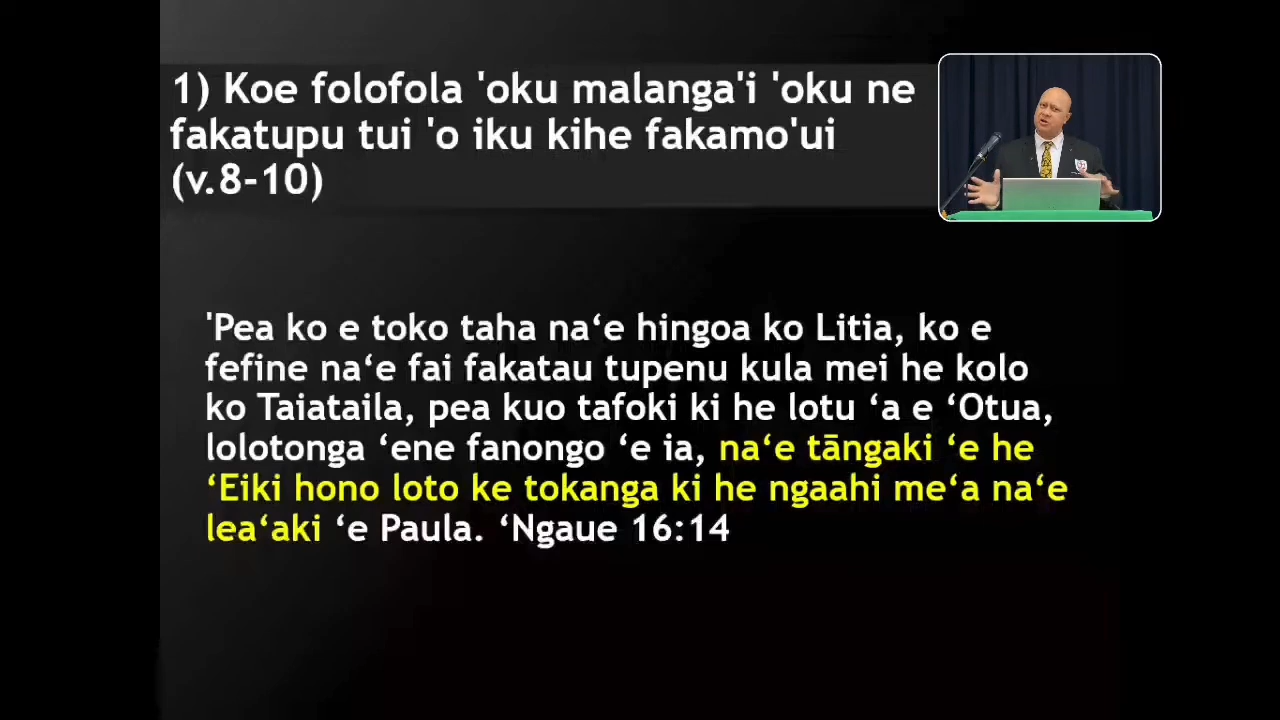 1) Koe folofola 'oku malanga'i 'oku ne
fakatupu tui 'o iku kihe fakamo'ui
(v.8-10)
'Pea ko e toko taha na‘e hingoa ko Litia, ko e
fefine na‘e fai fakatau tupenu kula mei he kolo
ko Taiataila, pea kuo tafoki ki he lotu ‘a e ‘Otua,
lolotonga ‘ene fanongo ‘e ia, na‘e tāngaki ‘e he
‘Eiki hono loto ke tokanga ki he ngaahi me‘a na‘e
lea‘aki ‘e Paula. ‘Ngaue 16:14